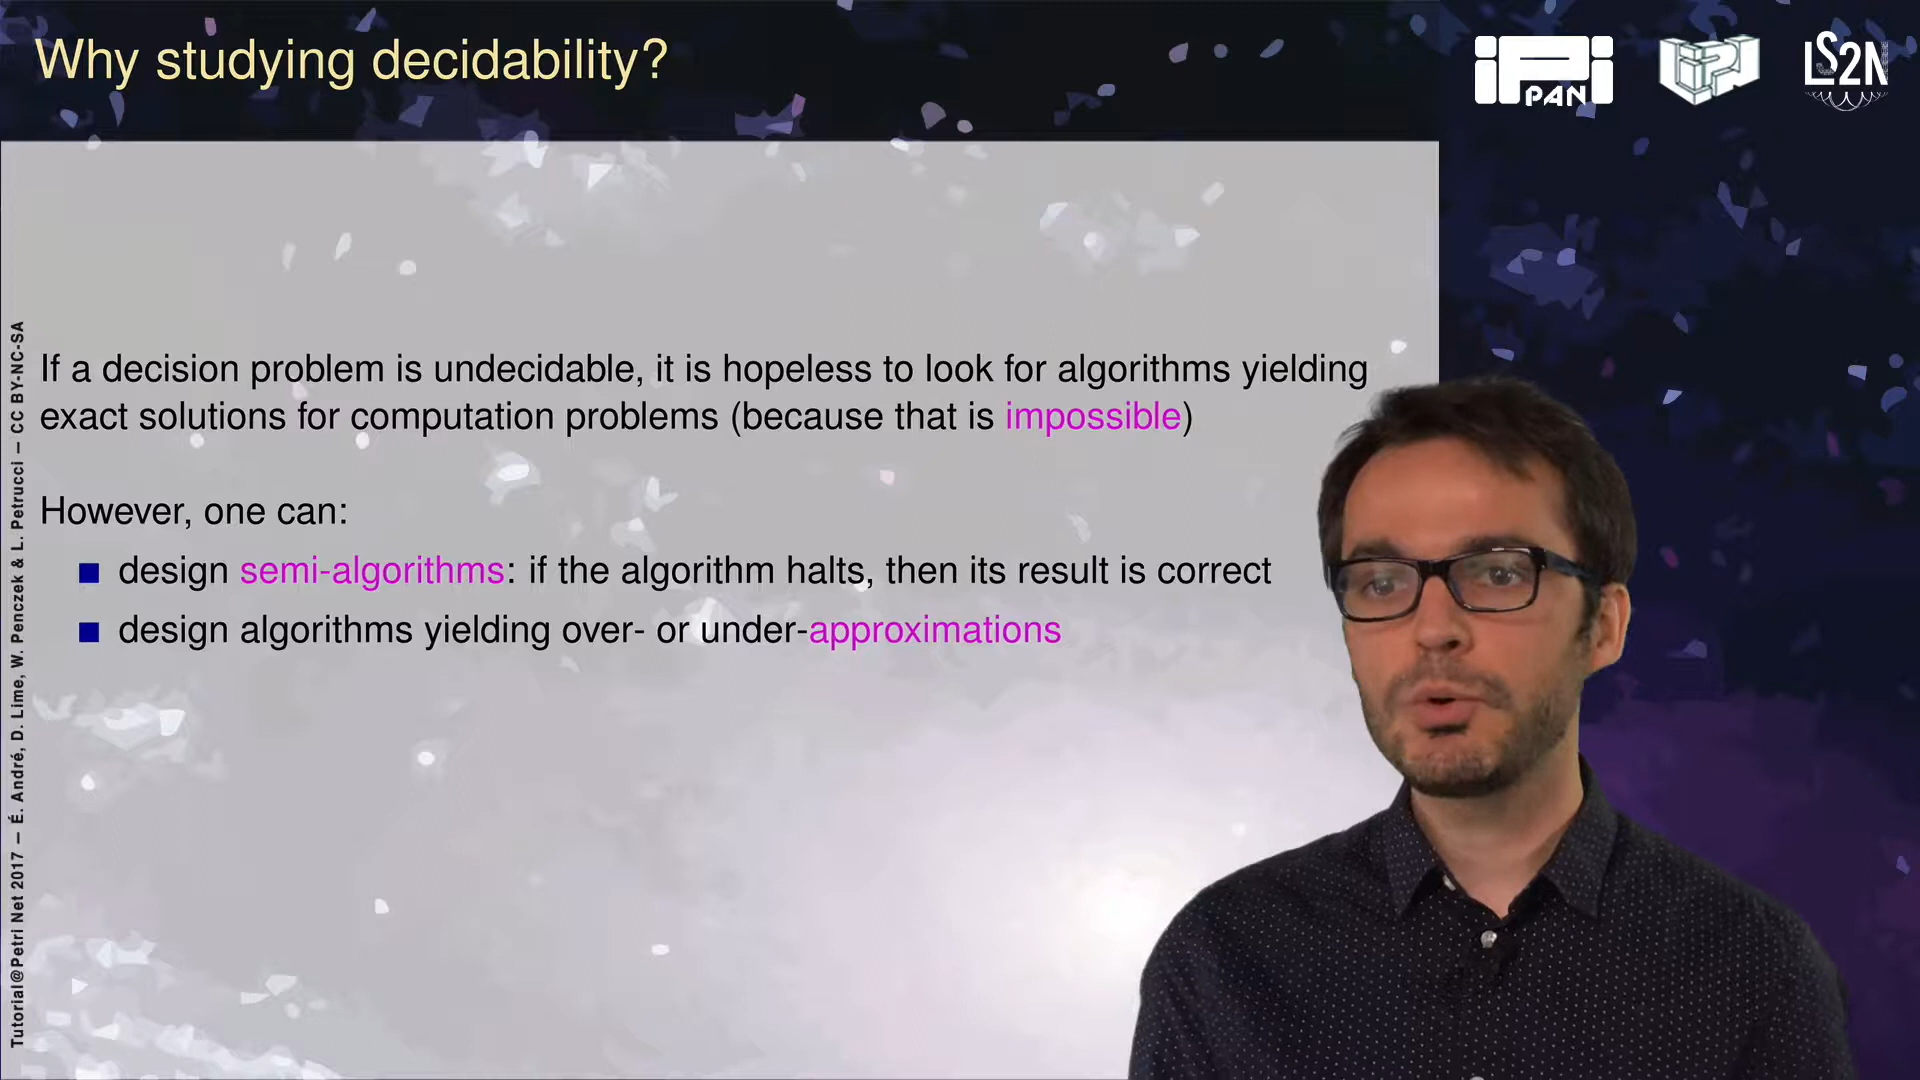 Why studying decidability?
iPi
PAN
LIPN
LS2N
If a decision problem is undecidable, it is hopeless to look for algorithms yielding
exact solutions for computation problems (because that is impossible)
However, one can:
design semi-algorithms: if the algorithm halts, then its result is correct
design algorithms yielding over- or under-approximations
Tutorial@Petri Net 2017 — É. André, D. Lime, W. Penczek & L. Petrucci — CC BY-NC-SA